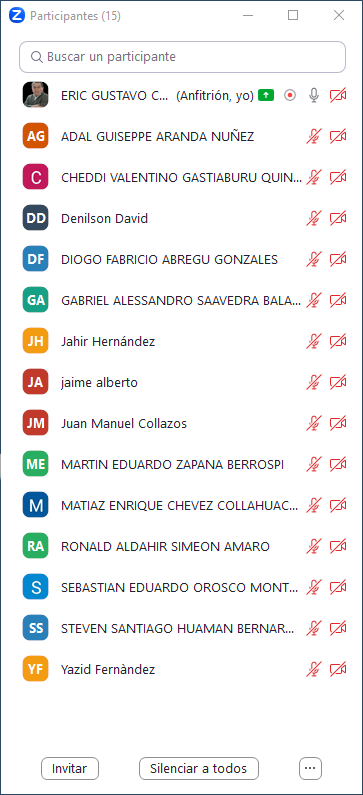 Participantes (15)
Buscar un participante
ERIC GUSTAVO C... (Anfitrión, yo)
AG ADAL GUISEPPE ARANDA NUÑEZ
C CHEDDI VALENTINO GASTIABURU QUIN...
DD Denilson David
DF DIOGO FABRICIO ABREGU GONZALES
GA GABRIEL ALESSANDRO SAAVEDRA BALA...
JH Jahir Hernández
JA jaime alberto
JM Juan Manuel Collazos
ME MARTIN EDUARDO ZAPANA BERROSPI
M MATIAZ ENRIQUE CHEVEZ COLLAHUAC...
RA RONALD ALDAHIR SIMEON AMARO
S SEBASTIAN EDUARDO OROSCO MONT...
SS STEVEN SANTIAGO HUAMAN BERNAR...
YF Yazid Fernàndez
Invitar Silenciar a todos ...